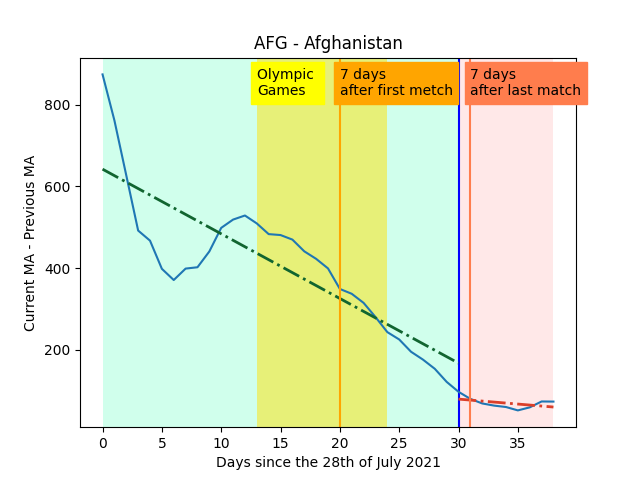 AFG - Afghanistan
Olympic
Games
7 days
after first metch
7 days
after last match
Current MA - Previous MA
800
600
400
200
0 5 10 15 20 25 30 35
Days since the 28th of July 2021